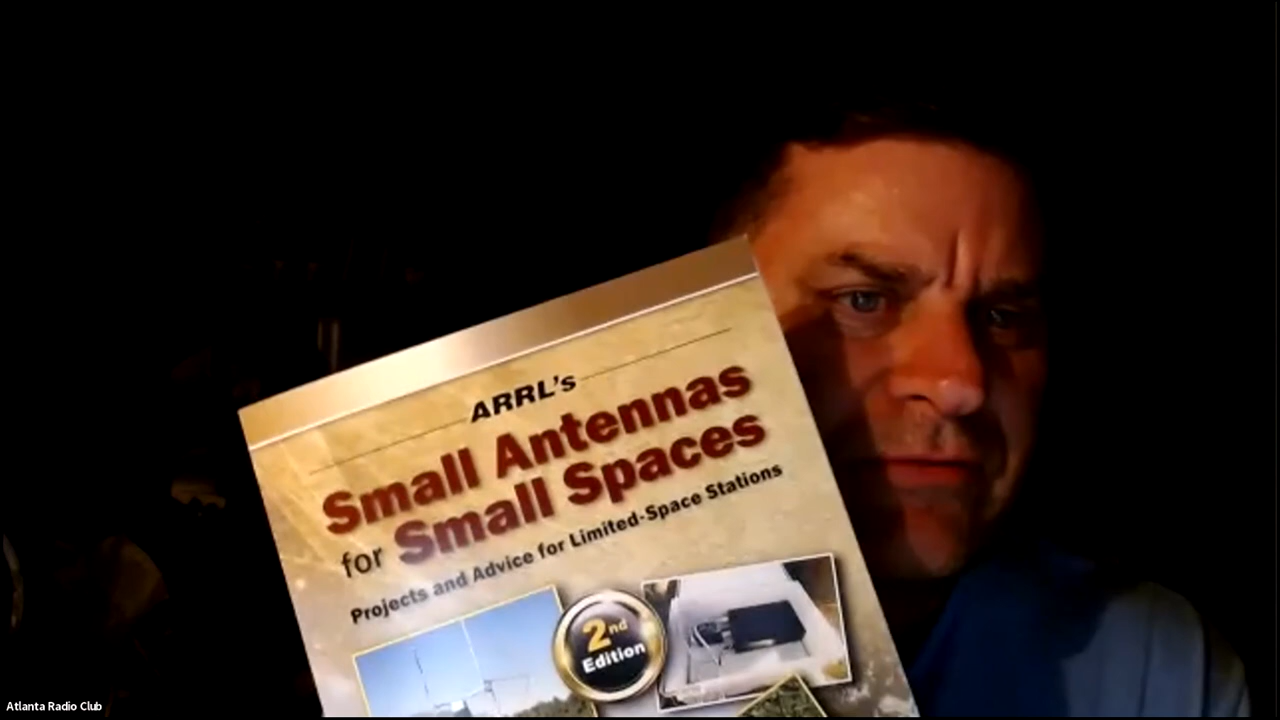 ARRL's
Small Antennas
for Small Spaces
Projects and Advice for Limited-Space Stations
2nd
Edition
Atlanta Radio Club